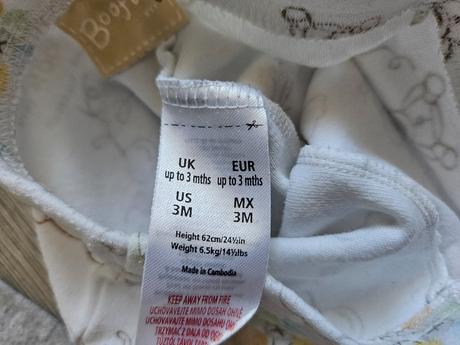 UK EUR
up to 3 mths up to 3 mths
US MX
3M 3M
Height 62cm/24½in
Weight 6.5kg/14½lbs
Made in Cambodia
KEEP AWAY FROM FIRE
UCHOVÁVEJTE MIMO DOSAH OHNĚ
UCHOVÁVAJTE MIMO DOSAHU OHŇA
TRZYMAĆ Z DALA OD OGNIA
TŰZTŐL TÁVOL